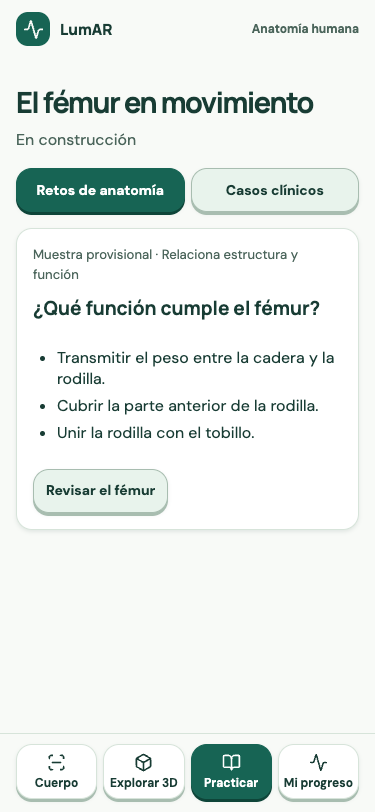 LumAR
Anatomía humana
El fémur en movimiento
En construcción
Retos de anatomía
Casos clínicos
Muestra provisional · Relaciona estructura y
función
¿Qué función cumple el fémur?
• Transmitir el peso entre la cadera y la
rodilla.
• Cubrir la parte anterior de la rodilla.
• Unir la rodilla con el tobillo.
Revisar el fémur
Cuerpo
Explorar 3D
Practicar
Mi progreso